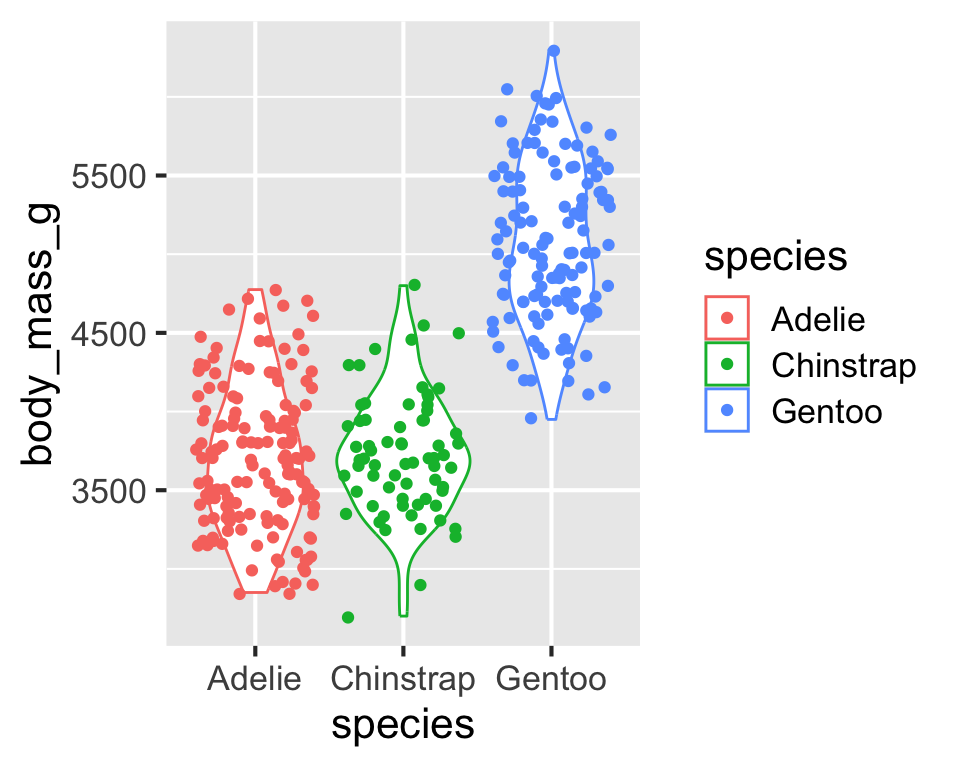 body_mass_g
5500
4500
3500
Adelie
Chinstrap
Gentoo
species
species
Adelie
Chinstrap
Gentoo